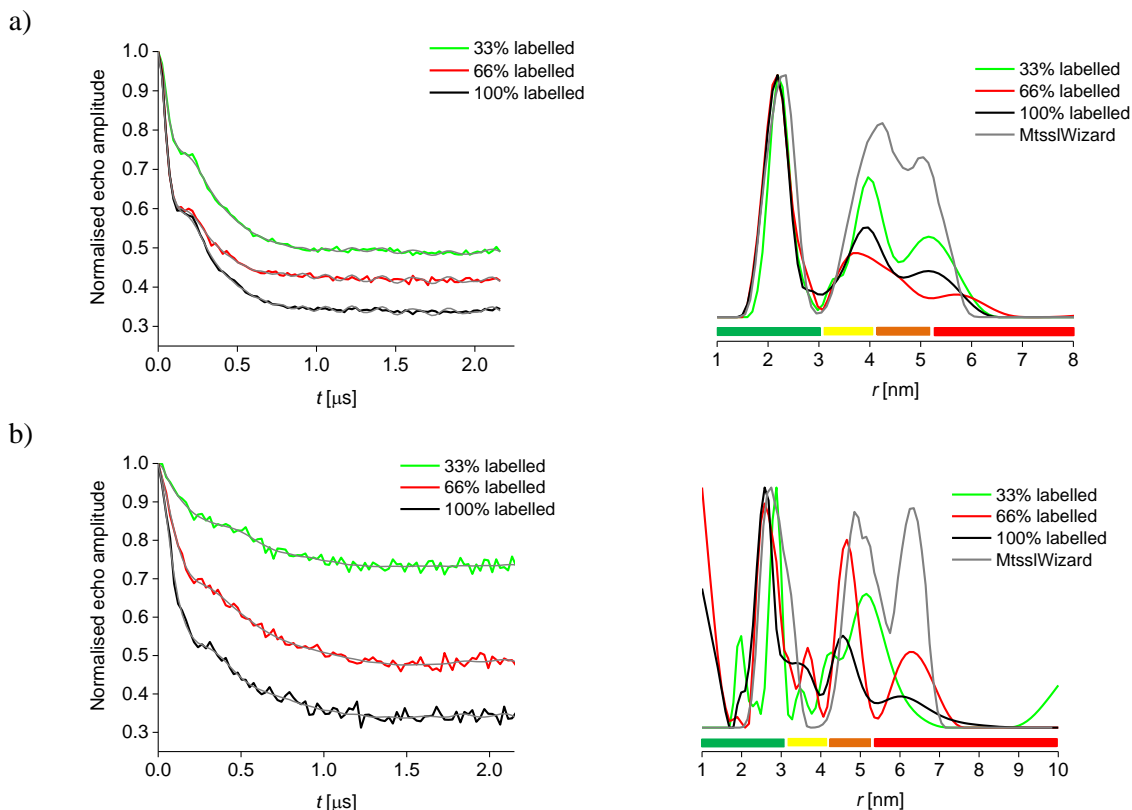 a)
Normalised echo amplitude
1.0
0.9
0.8
0.7
0.6
0.5
0.4
0.3
0.0 0.5 1.0 1.5 2.0
t [μs]
33% labelled
66% labelled
100% labelled
33% labelled
66% labelled
100% labelled
MtsslWizard
1 2 3 4 5 6 7 8
r [nm]
b)
Normalised echo amplitude
1.0
0.9
0.8
0.7
0.6
0.5
0.4
0.3
0.0 0.5 1.0 1.5 2.0
t [μs]
33% labelled
66% labelled
100% labelled
33% labelled
66% labelled
100% labelled
MtsslWizard
1 2 3 4 5 6 7 8 9 10
r [nm]